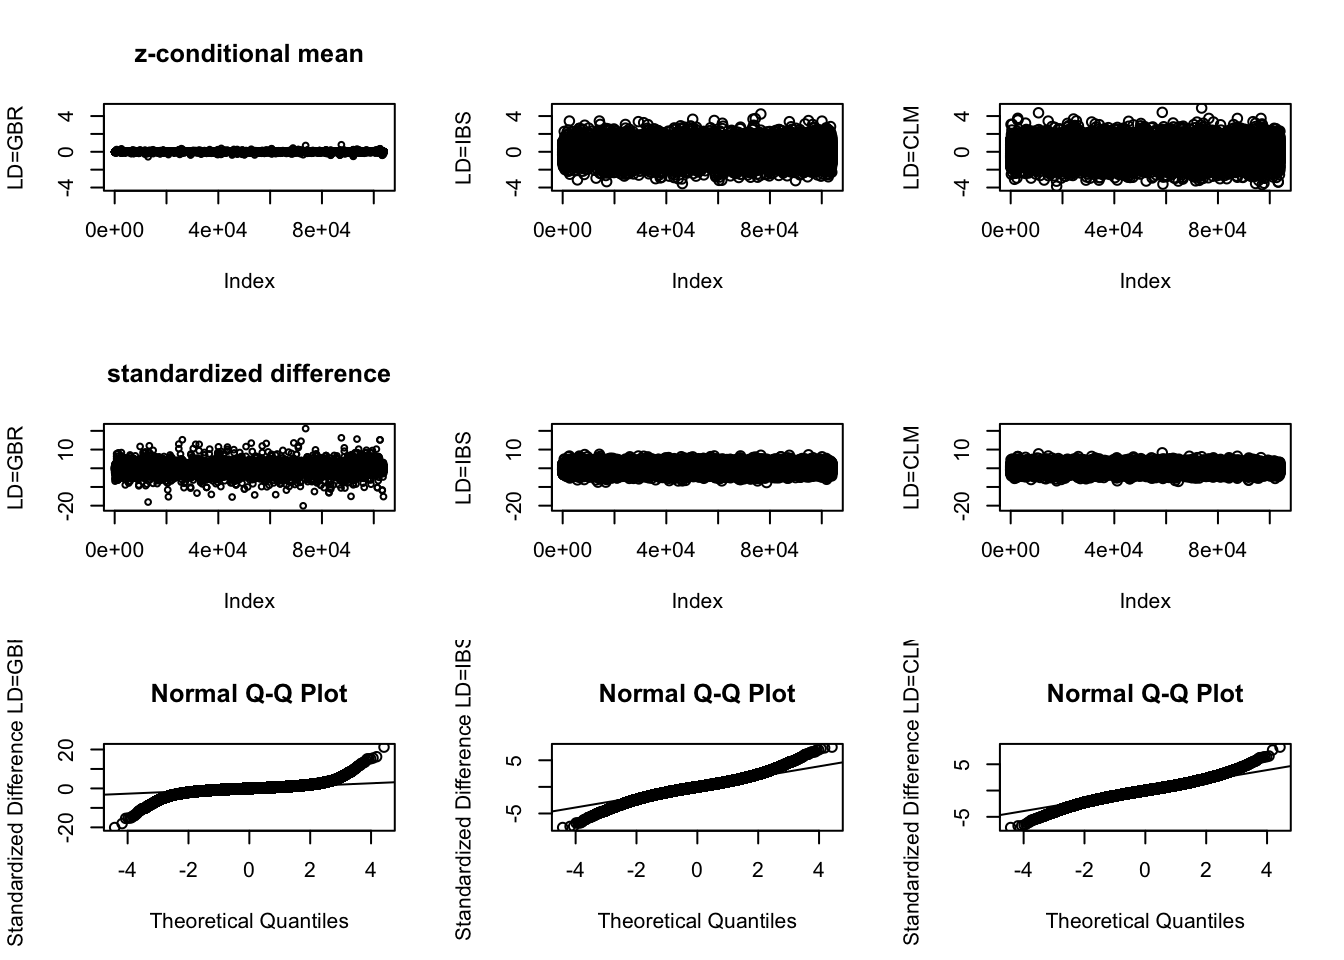 z-conditional mean
LD=GBR
4
0
-4
0e+00 4e+04 8e+04
Index
LD=IBS
4
0
-4
0e+00 4e+04 8e+04
Index
LD=CLM
4
0
-4
0e+00 4e+04 8e+04
Index
standardized difference
LD=GBR
10
-20
0e+00 4e+04 8e+04
Index
LD=IBS
10
-20
0e+00 4e+04 8e+04
Index
LD=CLM
10
-20
0e+00 4e+04 8e+04
Index
Normal Q-Q Plot
Standardized Difference LD=GBI
20
0
-20
-4 -2 0 2 4
Theoretical Quantiles
Normal Q-Q Plot
Standardized Difference LD=IBS
5
-5
-4 -2 0 2 4
Theoretical Quantiles
Normal Q-Q Plot
Standardized Difference LD=CLM
5
-5
-4 -2 0 2 4
Theoretical Quantiles